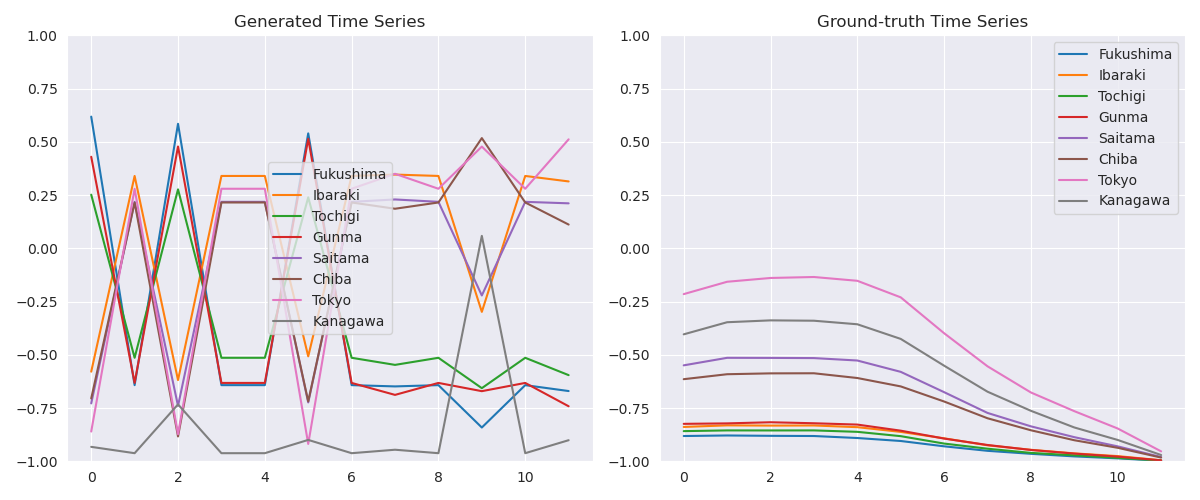 Generated Time Series
1.00
0.75
0.50
0.25
0.00
−0.25
−0.50
−0.75
−1.00
0 2 4 6 8 10
Fukushima
Ibaraki
Tochigi
Gunma
Saitama
Chiba
Tokyo
Kanagawa
Ground-truth Time Series
1.00
0.75
0.50
0.25
0.00
−0.25
−0.50
−0.75
−1.00
0 2 4 6 8 10
Fukushima
Ibaraki
Tochigi
Gunma
Saitama
Chiba
Tokyo
Kanagawa